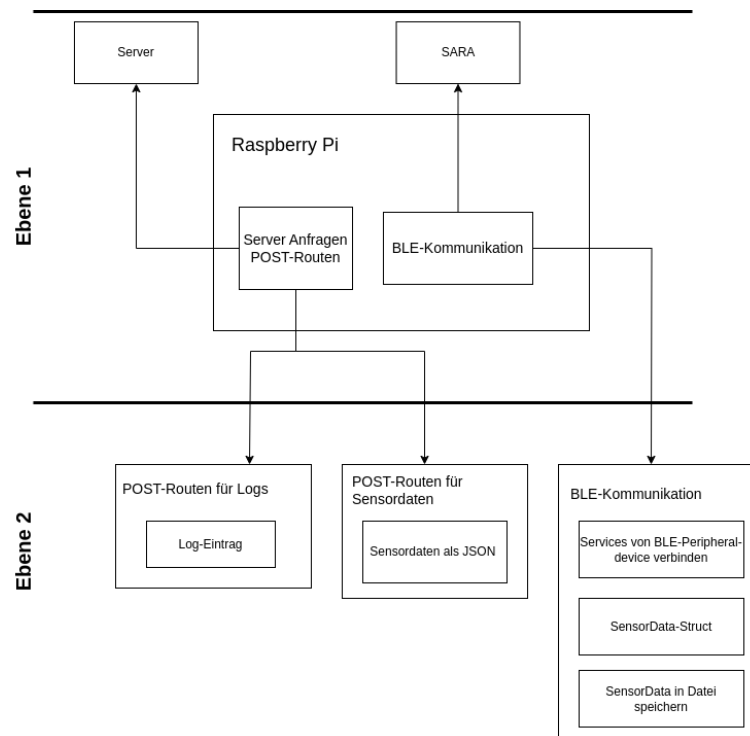 Server
SARA
Ebene 1
Raspberry Pi
Server Anfragen
POST-Routen
BLE-Kommunikation
Ebene 2
POST-Routen für Logs
Log-Eintrag
POST-Routen für
Sensordaten
Sensordaten als JSON
BLE-Kommunikation
Services von BLE-Peripheral-
device verbinden
SensorData-Struct
SensorData in Datei
speichern